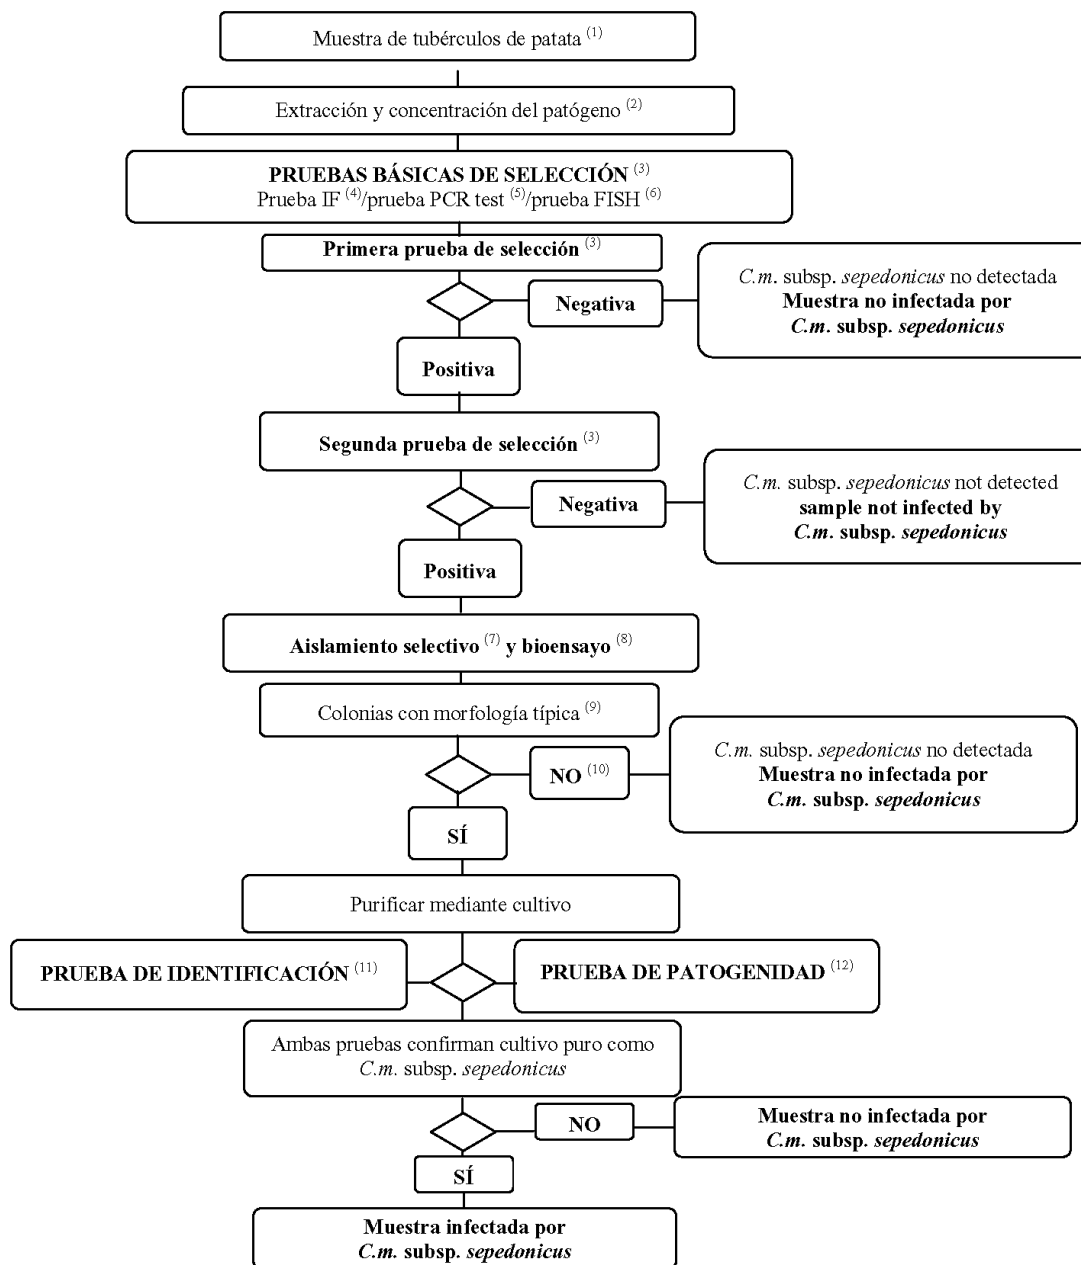 Muestra de tubérculos de patata (1)
Extracción y concentración del patógeno (2)
PRUEBAS BÁSICAS DE SELECCIÓN (3)
Prueba IF (4)/prueba PCR test (5)/prueba FISH (6)
Primera prueba de selección (3)
Negativa
C.m. subsp. sepedonicus no detectada
Muestra no infectada por
C.m. subsp. sepedonicus
Positiva
Segunda prueba de selección (3)
Negativa
C.m. subsp. sepedonicus not detected
sample not infected by
C.m. subsp. sepedonicus
Positiva
Aislamiento selectivo (7) y bioensayo (8)
Colonias con morfología típica (9)
NO (10)
C.m. subsp. sepedonicus no detectada
Muestra no infectada por
C.m. subsp. sepedonicus
SÍ
Purificar mediante cultivo
PRUEBA DE IDENTIFICACIÓN (11)
PRUEBA DE PATOGENIDAD (12)
Ambas pruebas confirman cultivo puro como
C.m. subsp. sepedonicus
NO
Muestra no infectada por
C.m. subsp. sepedonicus
SÍ
Muestra infectada por
C.m. subsp. sepedonicus